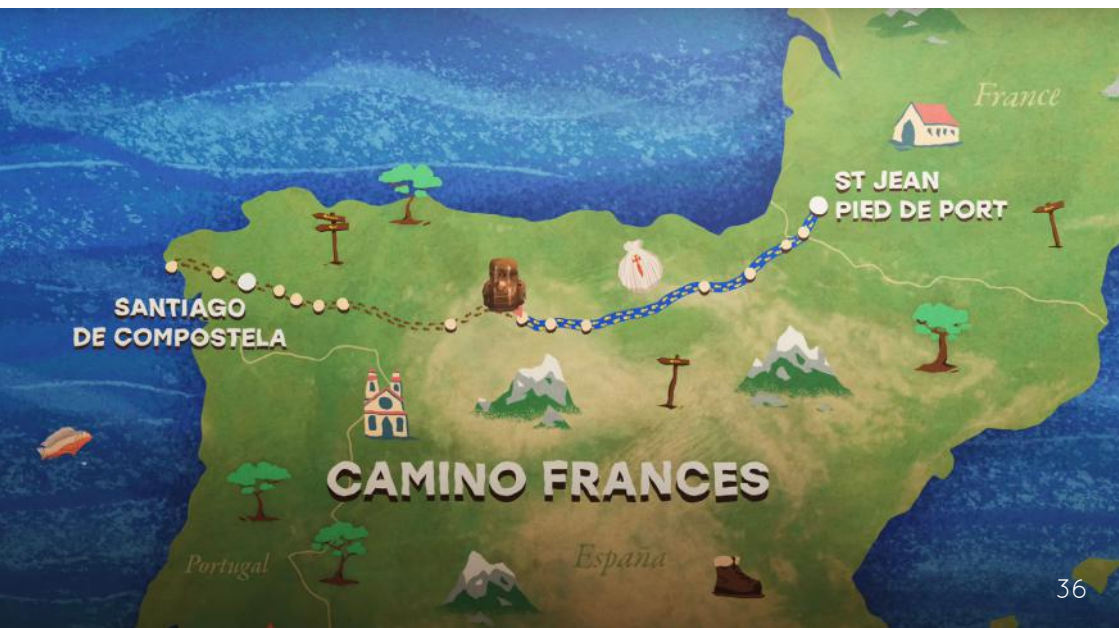 France
ST JEAN
PIED DE PORT
SANTIAGO
DE COMPOSTELA
CAMINO FRANCES
Portugal
España
36